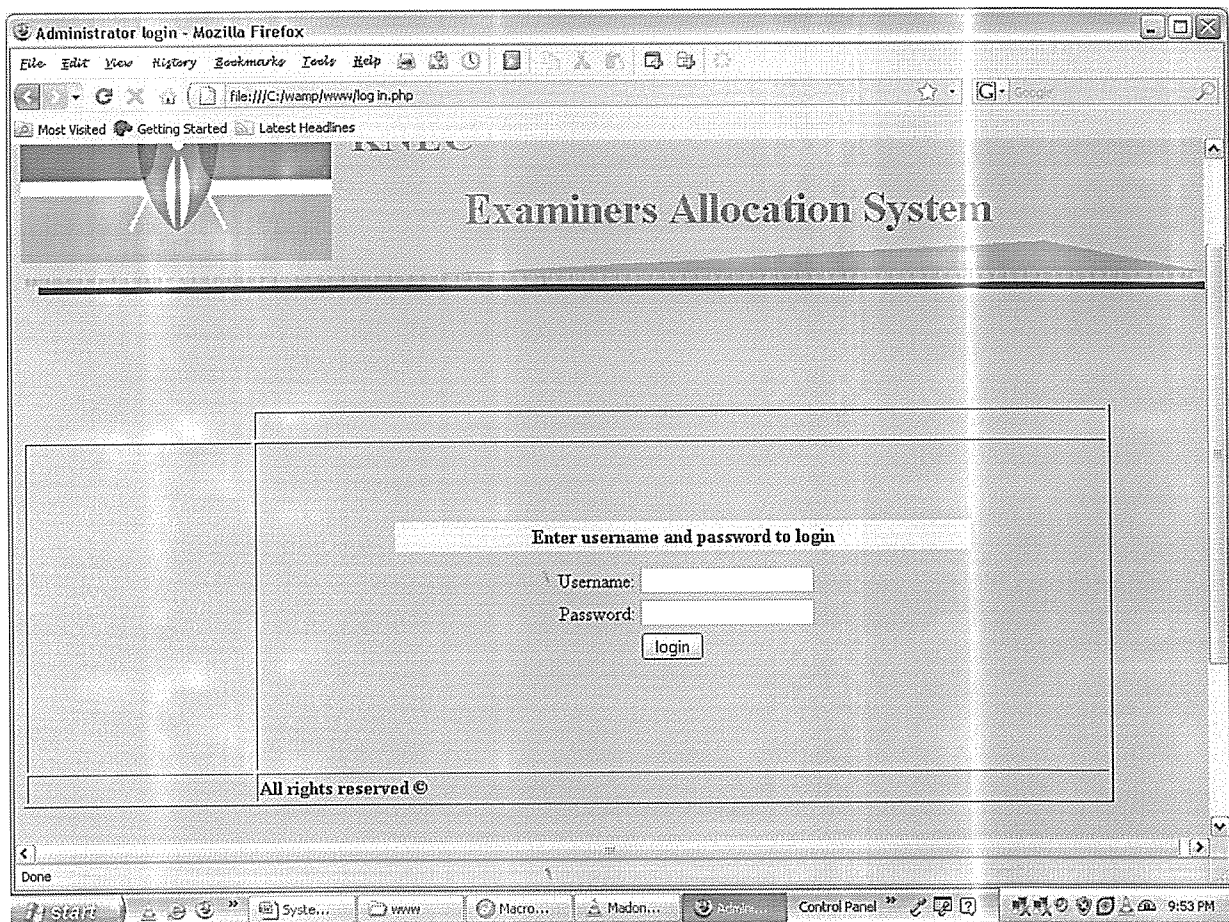 Administrator login - Mozilla Firefox
File Edit View History Bookmarks Tools Help
file:///C:/wamp/www/log in.php
G Google
Most Visited Getting Started Latest Headlines
KNEC
Examiners Allocation System
Enter username and password to login
Username:
Password:
login
All rights reserved ©
Done
start » Syste... www Macro... Madon... Admin... Control Panel » 9:53 PM